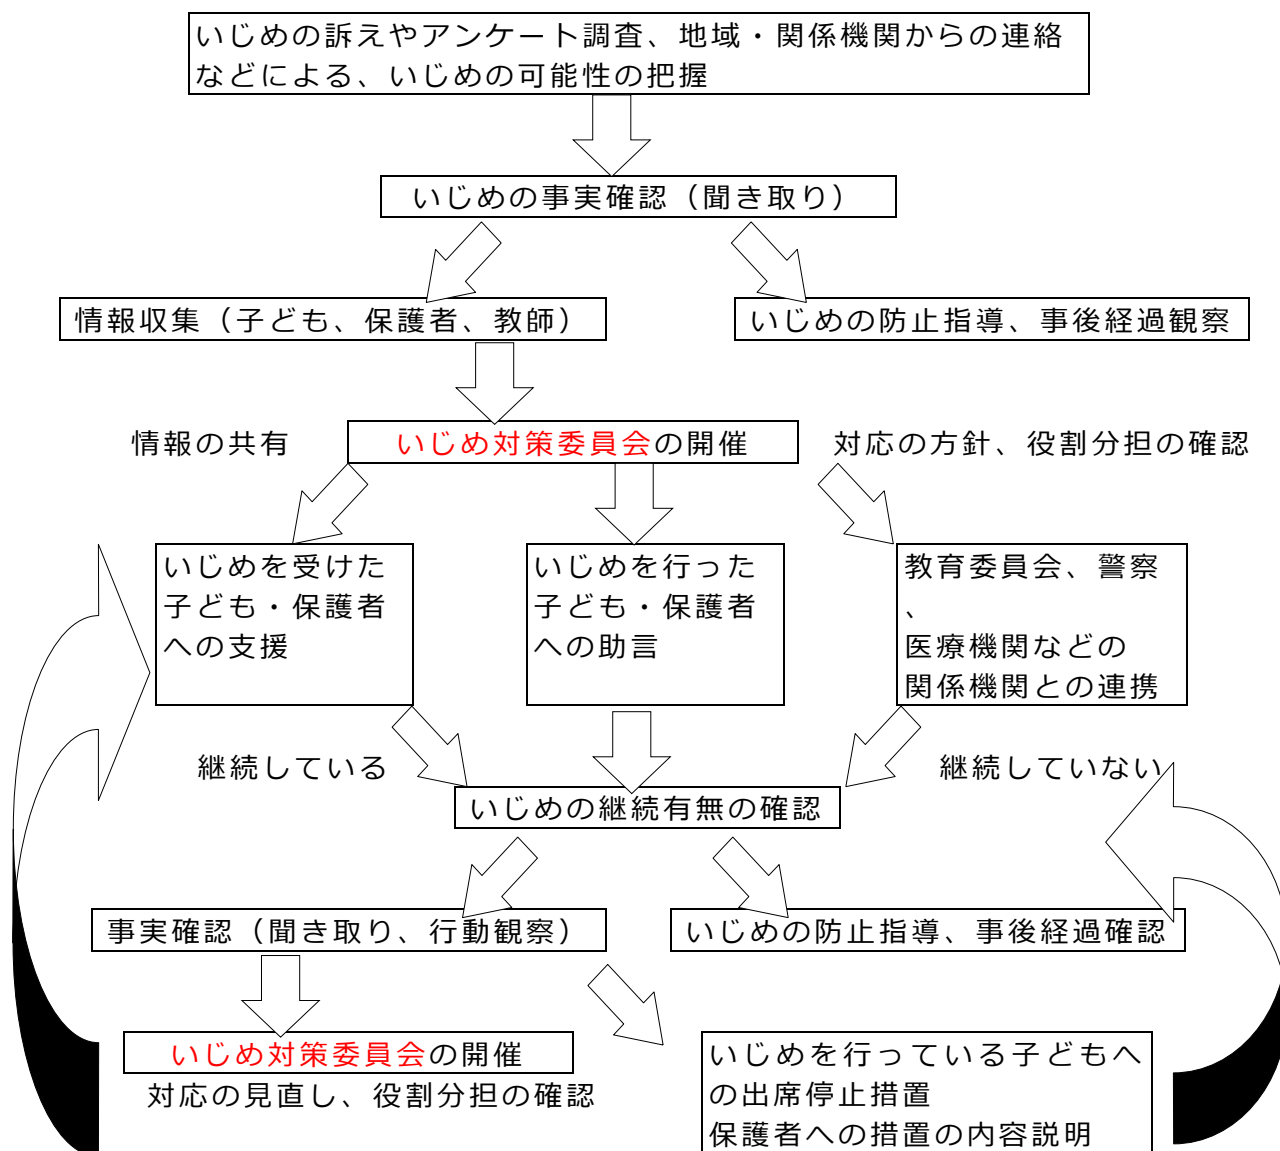 いじめの訴えやアンケート調査、地域・関係機関からの連絡
などによる、いじめの可能性の把握
いじめの事実確認（聞き取り）
情報収集（子ども、保護者、教師）
いじめの防止指導、事後経過観察
情報の共有
いじめ対策委員会の開催
対応の方針、役割分担の確認
いじめを受けた
子ども・保護者
への支援
いじめを行った
子ども・保護者
への助言
教育委員会、警察
、
医療機関などの
関係機関との連携
継続している
継続していない
いじめの継続有無の確認
事実確認（聞き取り、行動観察）
いじめの防止指導、事後経過確認
いじめ対策委員会の開催
対応の見直し、役割分担の確認
いじめを行っている子どもへ
の出席停止措置
保護者への措置の内容説明